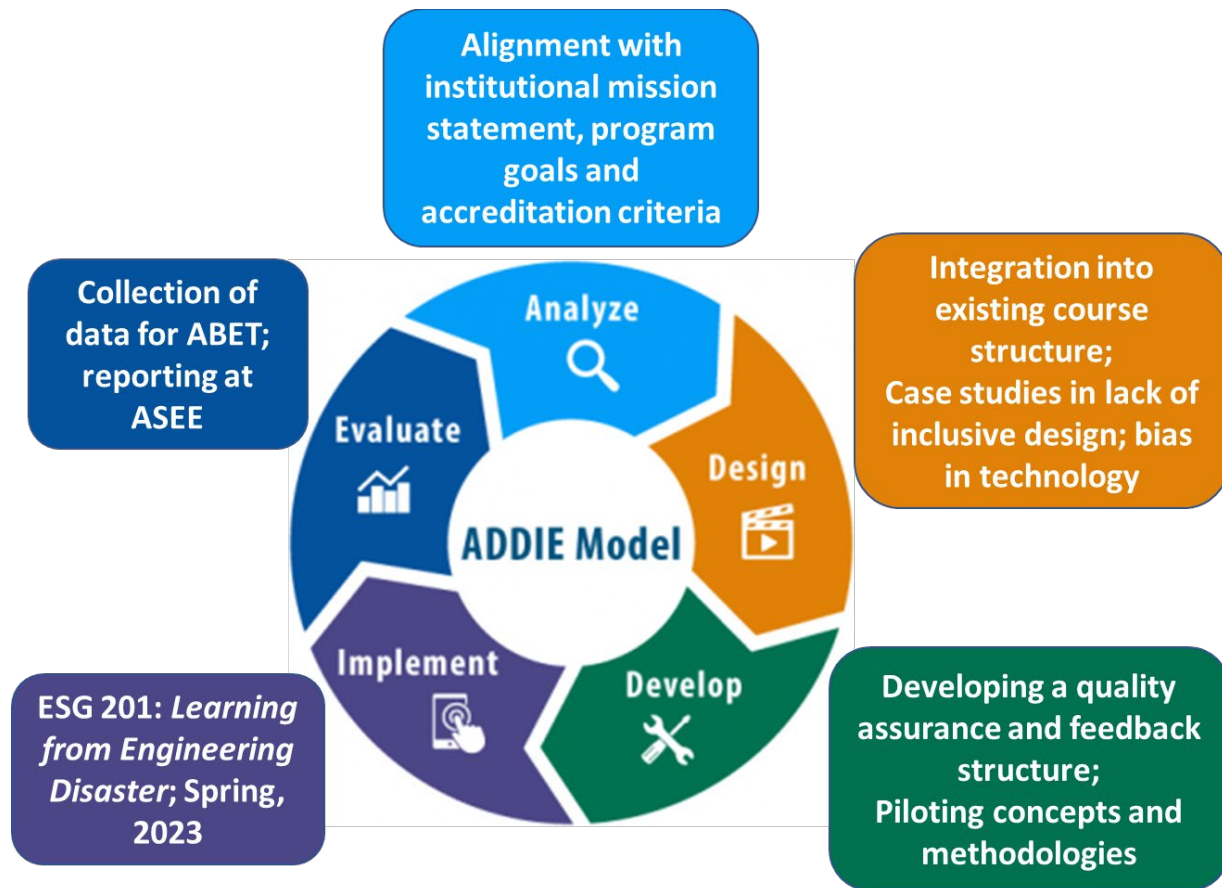 Alignment with
institutional mission
statement, program
goals and
accreditation criteria
Collection of
data for ABET;
reporting at
ASEE
Integration into
existing course
structure;
Case studies in lack of
inclusive design; bias
in technology
Analyze
Evaluate
Design
ADDIE Model
Implement
Develop
ESG 201: Learning
from Engineering
Disaster; Spring,
2023
Developing a quality
assurance and feedback
structure;
Piloting concepts and
methodologies